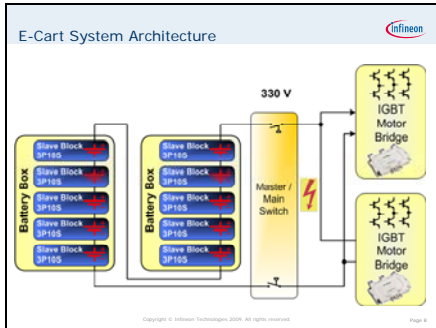 E-Cart System Architecture
infineon
330 V
Battery Box
Slave Block
3P10S
Slave Block
3P10S
Slave Block
3P10S
Slave Block
3P10S
Slave Block
3P10S
Battery Box
Slave Block
3P10S
Slave Block
3P10S
Slave Block
3P10S
Slave Block
3P10S
Slave Block
3P10S
Master /
Main
Switch
IGBT
Motor
Bridge
IGBT
Motor
Bridge
Copyright © Infineon Technologies 2009. All rights reserved.
Page 6